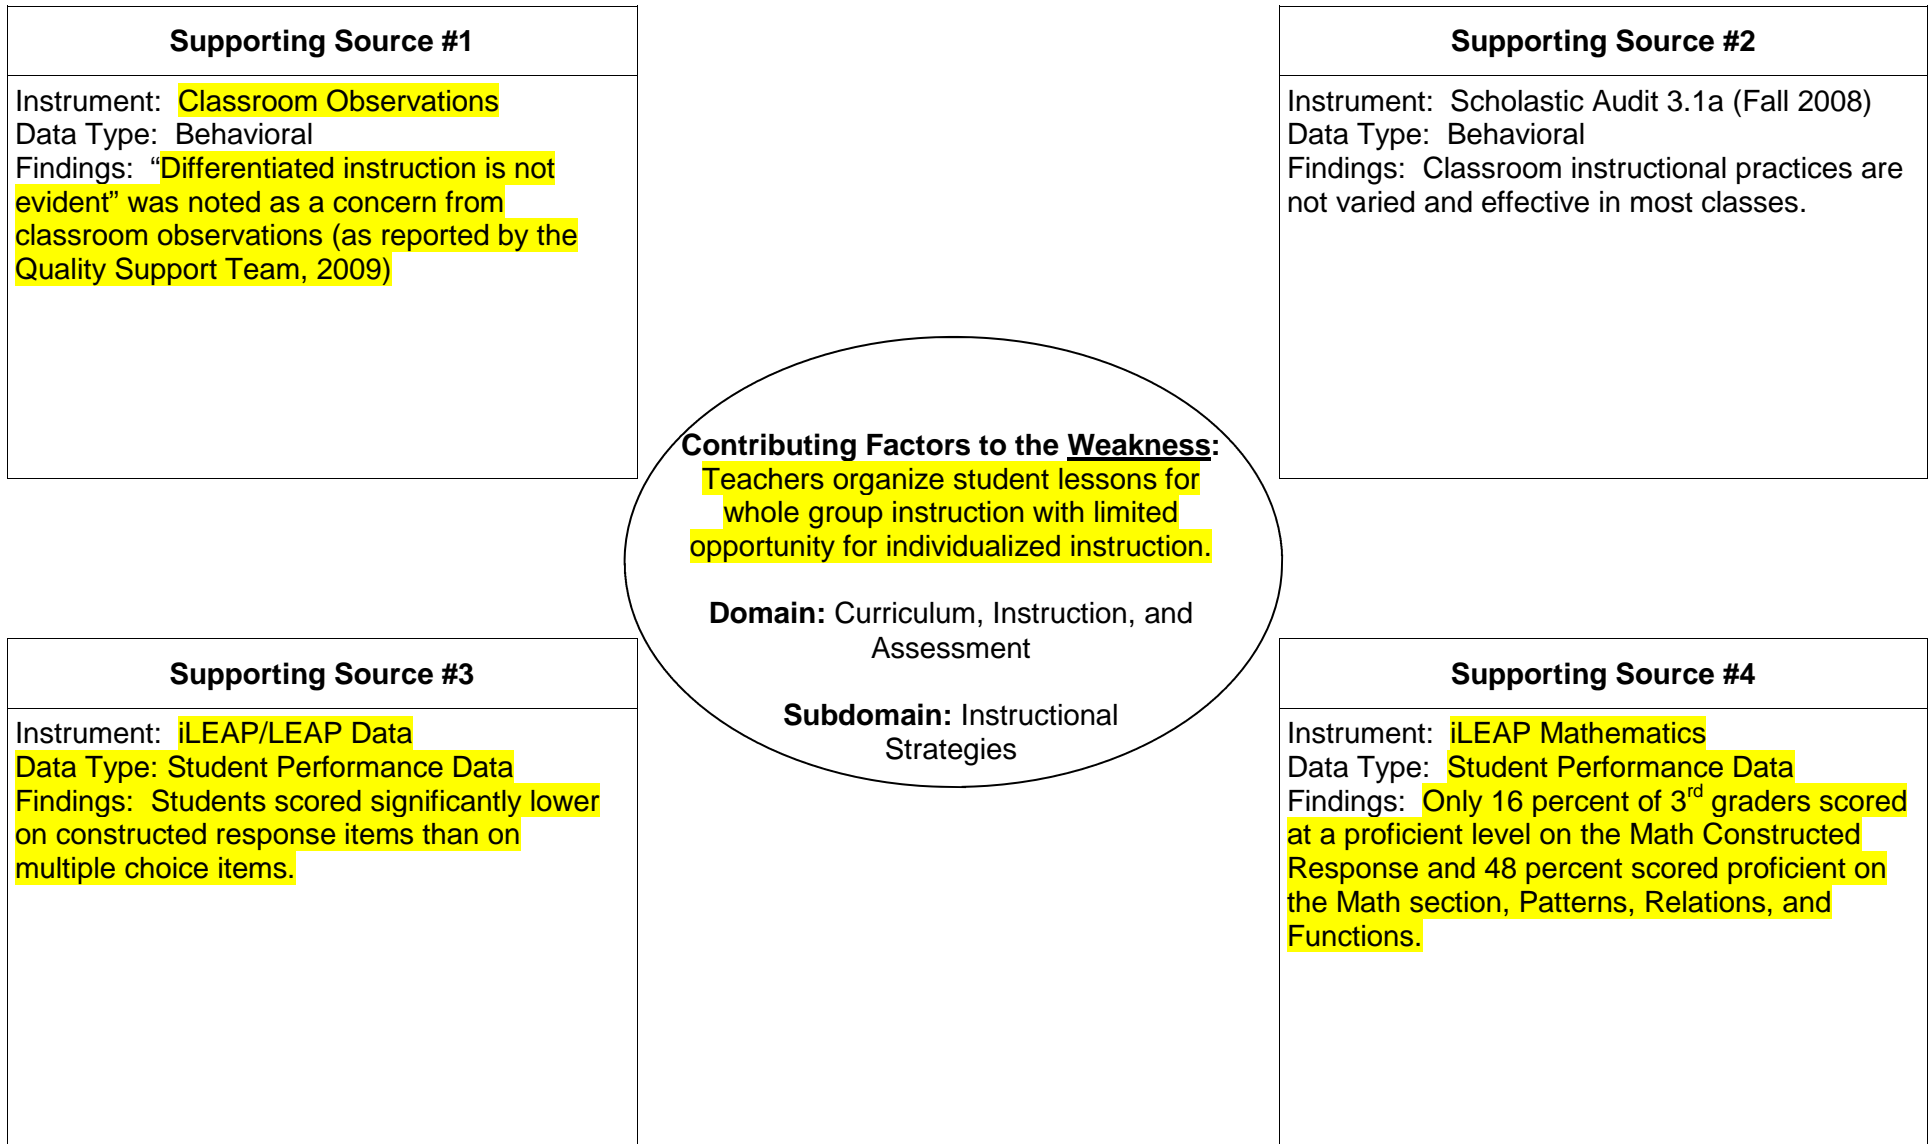 Supporting Source #1
Instrument:  Classroom Observations
Data Type:  Behavioral
Findings:  “Differentiated instruction is not
evident” was noted as a concern from
classroom observations (as reported by the
Quality Support Team, 2009)
Supporting Source #2
Instrument:  Scholastic Audit 3.1a (Fall 2008)
Data Type:  Behavioral
Findings:  Classroom instructional practices are
not varied and effective in most classes.
Contributing Factors to the Weakness:
Teachers organize student lessons for
whole group instruction with limited
opportunity for individualized instruction.
Domain: Curriculum, Instruction, and
Assessment
Subdomain: Instructional
Strategies
Supporting Source #3
Instrument:  iLEAP/LEAP Data
Data Type: Student Performance Data
Findings:  Students scored significantly lower
on constructed response items than on
multiple choice items.
Supporting Source #4
Instrument:  iLEAP Mathematics
Data Type:  Student Performance Data
Findings:  Only 16 percent of 3rd graders scored
at a proficient level on the Math Constructed
Response and 48 percent scored proficient on
the Math section, Patterns, Relations, and
Functions.